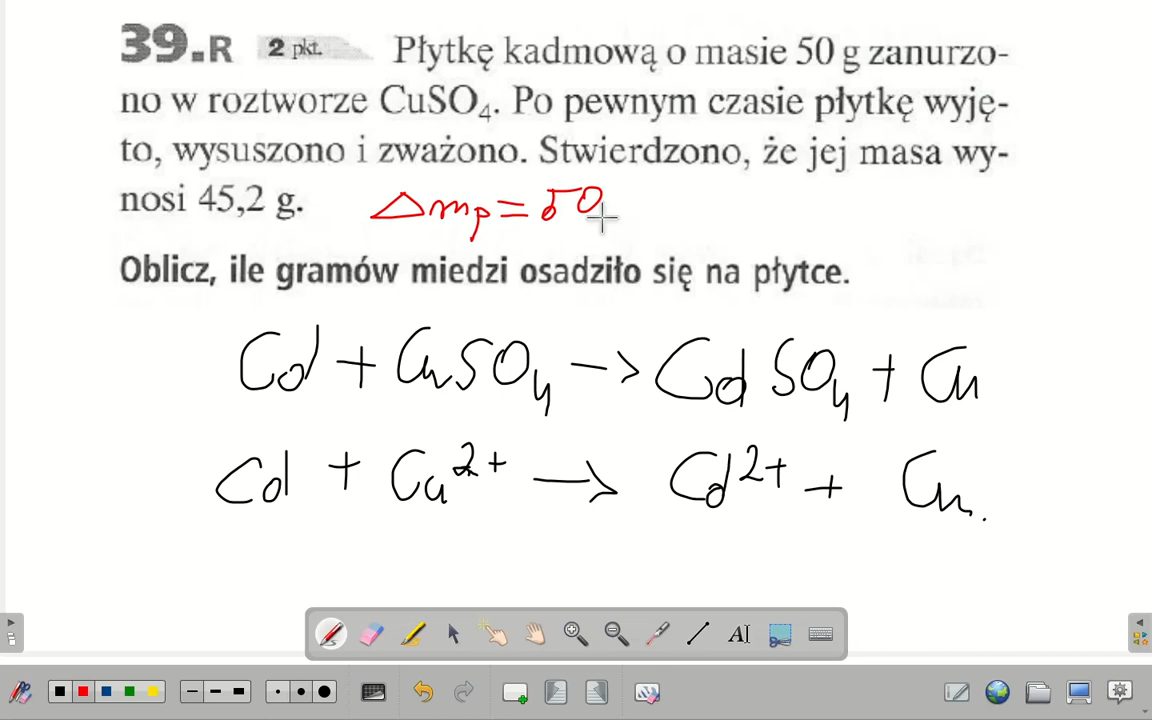 39.R 2 pkt. Płytkę kadmową o masie 50 g zanurzo-
no w roztworze CuSO₄. Po pewnym czasie płytkę wyję-
to, wysuszono i zważono. Stwierdzono, że jej masa wy-
nosi 45,2 g. Δmp = 50
Oblicz, ile gramów miedzi osadziło się na płytce.
Cd + CuSO₄ → CdSO₄ + Cu
Cd + Cu²⁺ → Cd²⁺ + Cu.
A